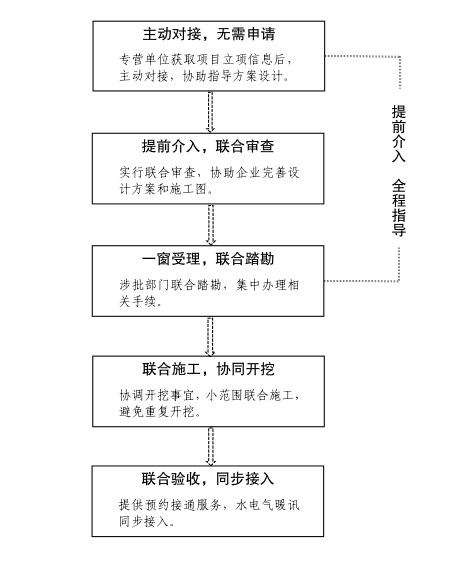 主动对接，无需申请
专营单位获取项目立项信息后，
主动对接，协助指导方案设计。
提前介入，联合审查
实行联合审查，协助企业完善设
计方案和施工图。
一窗受理，联合踏勘
涉批部门联合踏勘，集中办理相
关手续。
联合施工，协同开挖
协调开挖事宜，小范围联合施工，
避免重复开挖。
联合验收，同步接入
提供预约接通服务，水电气暖讯
同步接入。
提前介入 全程指导